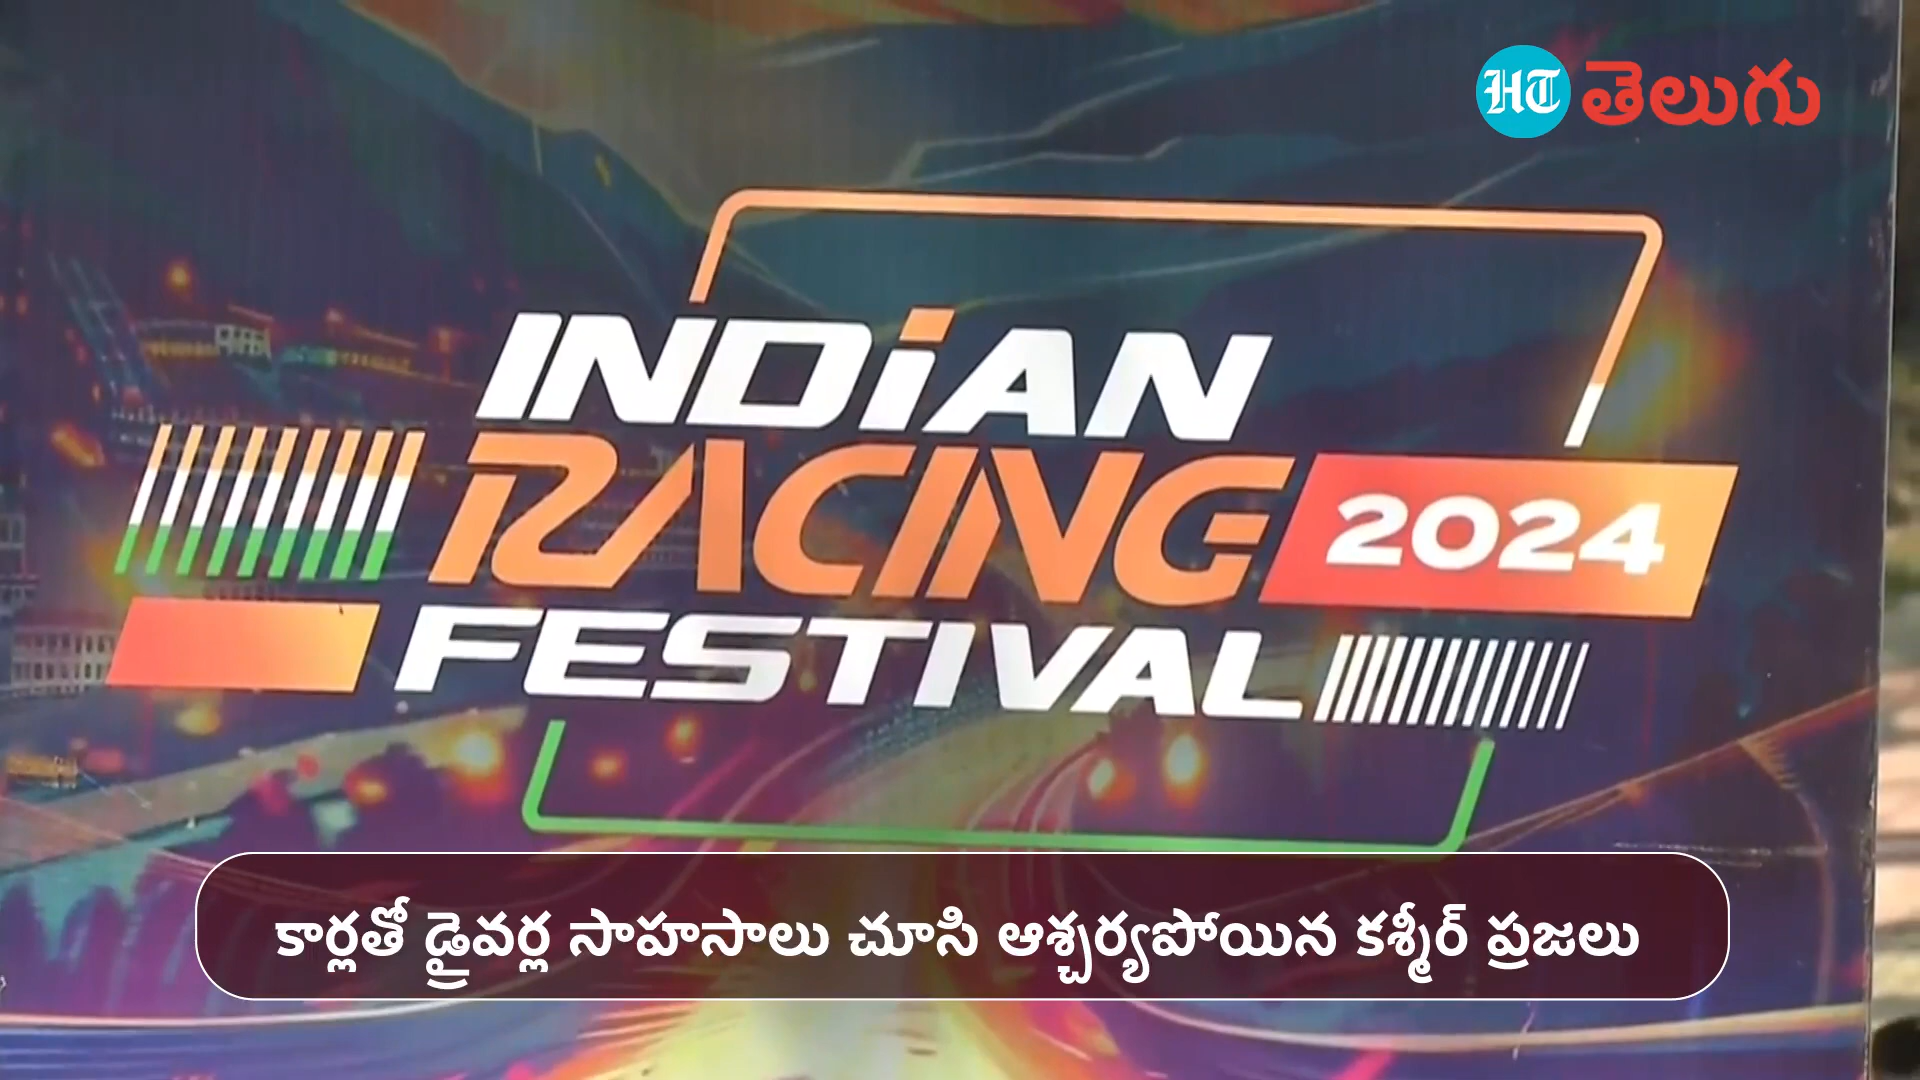 HT తెలుగు
INDiAN
RACING 2024
FESTIVAL
కార్లతో డ్రైవర్ల సాహసాలు చూసి ఆశ్చర్యపోయిన కశ్మీర్ ప్రజలు